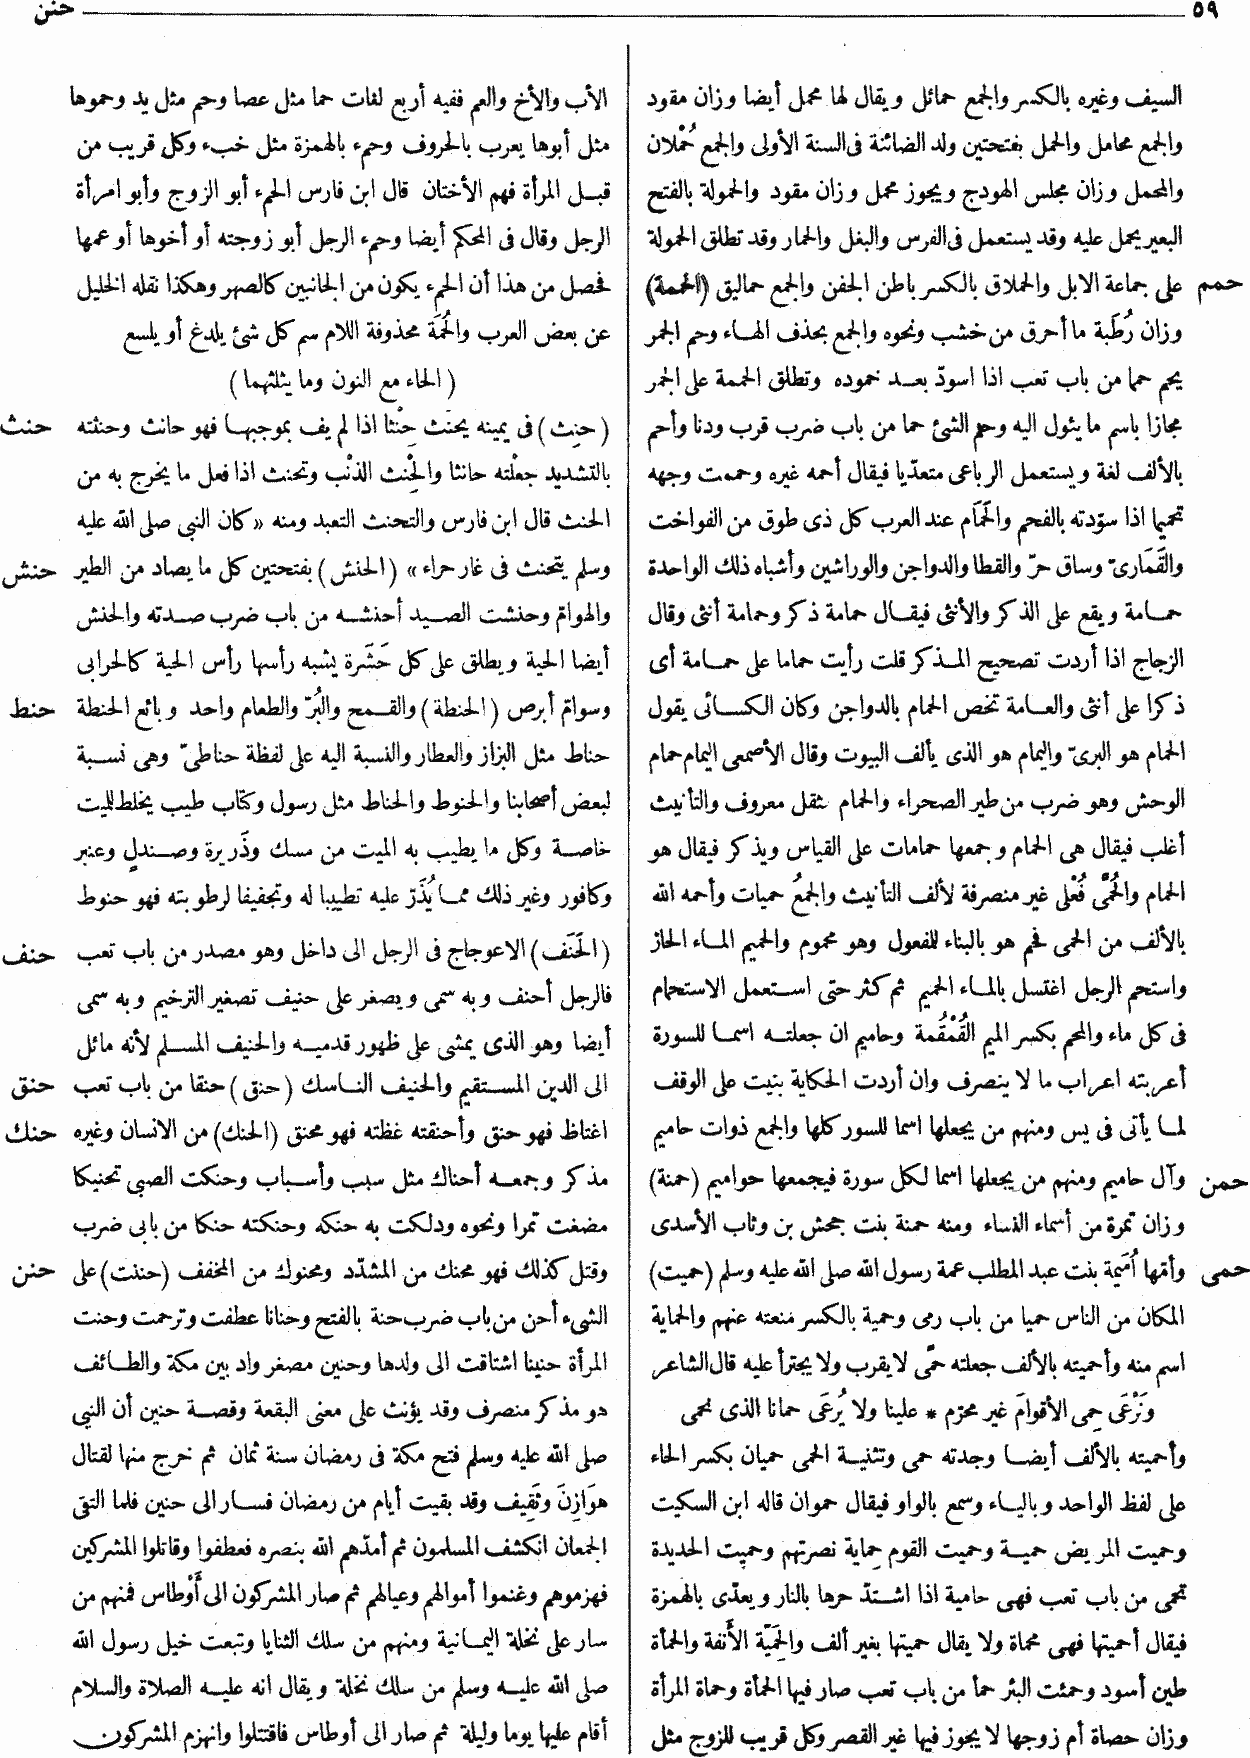 ٥٩ حنن
السيف وغيره بالكسر والجمع حمائل ويقال لها محمل أيضا وزان مقود
والجمع محامل والحمل بفتحتين ولد الضائنة فى السنة الأولى والجمع حُمْلان
والمحمل وزان مجلس الهودج ويجوز محمل وزان مقود والحمولة بالفتح
البعير يحمل عليه وقد يستعمل فى الفرس والبغل والحمار وقد تطلق الحمولة
حمم على جماعة الابل والحملاق بالكسر باطن الجفن والجمع حماليق (الحممة)
وزان رُطَبة ما أحرق من خشب ونحوه والجمع بحذف الهاء وحم الجمر
يحم حمما من باب تعب اذا اسودّ بعد خموده وتطلق الحممة على الجمر
مجازا باسم ما يئول اليه وحم الشئ حما من باب ضرب قرب ودنا وأحم
بالألف لغة ويستعمل الرباعى متعدّيا فيقال أحمه غيره وحممت وجهه
تحميما اذا سوّدته بالفحم والحَمَام عند العرب كل ذى طوق من الفواخت
والقَمَارىّ وساق حرّ والقطا والدواجن والوراشين وأشباه ذلك الواحدة
حمامة ويقع على الذكر والأنثى فيقال حمامة ذكر وحمامة أنثى وقال
الزجاج اذا أردت تصحيح المذكر قلت رأيت حماما على حمامة أى
ذكرا على أنثى والعامة تخص الحمام بالدواجن وكان الكسائى يقول
الحمام هو البرىّ واليمام هو الذى يألف البيوت وقال الأصمعى اليمام حمام
الوحش وهو ضرب من طير الصحراء والحمام مثقل معروف والتأنيث
أغلب فيقال هى الحمام وجمعها حمامات على القياس ويذكر فيقال هو
الحمام والحُمَّى فُعْلى غير منصرفة لألف التأنيث والجمعُ حميات وأحمه الله
بالألف من الحمى فحم هو بالبناء للمفعول وهو محموم والحميم الماء الحارّ
واستحم الرجل اغتسل بالماء الحميم ثم كثر حتى استعمل الاستحمام
فى كل ماء والمحم بكسر الميم القُمْقُمة وحاميم ان جعلته اسما للسورة
أعربته اعراب ما لا ينصرف وان أردت الحكاية بنيت على الوقف
لما يأتى فى يس ومنهم من يجعلها اسما للسور كلها والجمع ذوات حاميم
حمن وآل حاميم ومنهم من يجعلها اسما لكل سورة فيجمعها حواميم (حمنة)
وزان تمرة من أسماء النساء ومنه حمنة بنت جحش بن وثاب الأسدى
حمى وأمّها أُمَيمة بنت عبد المطلب عمة رسول الله صلى الله عليه وسلم (حميت)
المكان من الناس حميا من باب رمى وحمية بالكسر منعته عنهم والحماية
اسم منه وأحميته بالألف جعلته حمًى لا يقرب ولا يجترأ عليه قال الشاعر
وَنَرْعَى حِمى الأقوامَ غير محرّم * علينا ولا يُرعَى حمانا الذى نحمى
وأحميته بالألف أيضا وجدته حمى وتثنية الحمى حميان بكسر الحاء
على لفظ الواحد وبالياء وسمع بالواو فيقال حموان قاله ابن السكيت
وحميت المريض حمية وحميت القوم حماية نصرتهم وحميت الحديدة
تحمى من باب تعب فهى حامية اذا اشتدّ حرها بالنار ويعدّى بالهمزة
فيقال أحميتها فهى محماة ولا يقال حميتها بغير ألف والحَمِيَّة الأَنَفة والحمأة
طين أسود وحمئت البئر حمأ من باب تعب صار فيها الحمأة وحماة المرأة
وزان حصاة أم زوجها لا يجوز فيها غير القصر وكل قريب للزوج مثل
الأب والأخ والعم ففيه أربع لغات حما مثل عصا وحم مثل يد وحموها
مثل أبوها يعرب بالحروف وحمء بالهمزة مثل خبء وكل قريب من
قبل المرأة فهم الأختان قال ابن فارس الحمء أبو الزوج وأبو امرأة
الرجل وقال فى المحكم أيضا وحمء الرجل أبو زوجته أو أخوها أو عمها
فحصل من هذا أن الحمء يكون من الجانبين كالصهر وهكذا نقله الخليل
عن بعض العرب والحُمَة محذوفة اللام سم كل شئ يلدغ أو يلسع
(الحاء مع النون وما يثلثهما)
(حنِث) فى يمينه يحنَث حِنْثا اذا لم يف بموجبها فهو حانث وحنثته حنث
بالتشديد جعلته حانثا والحِنْث الذنْب وتحنث اذا فعل ما يخرج به من
الحنث قال ابن فارس والتحنث التعبد ومنه «كان النبى صلى الله عليه
وسلم يتحنث فى غار حراء» (الحنش) بفتحتين كل ما يصاد من الطير حنش
والهوامّ وحنشت الصيد أحنشه من باب ضرب صدته والحنش
أيضا الحية ويطلق على كل حَشَرة يشبه رأسها رأس الحية كالحرابى
وسوامّ أبرص (الحنطة) والقمح والبُرّ والطعام واحد وبائع الحنطة حنط
حناط مثل البزاز والعطار والنسبة اليه على لفظة حناطىّ وهى نسبة
لبعض أصحابنا والحنوط والحناط مثل رسول وكتاب طيب يخلط لليت
خاصة وكل ما يطيب به الميت من مسك وذَريرة وصندل وعنبر
وكافور وغير ذلك مما يُذَرّ عليه تطييبا له وتجفيفا لرطوبته فهو حنوط
(الحَنَف) الاعوجاج فى الرجل الى داخل وهو مصدر من باب تعب حنف
فالرجل أحنف وبه سمى ويصغر على حنيف تصغير الترخيم وبه سمى
أيضا وهو الذى يمشى على ظهور قدميه والحنيف المسلم لأنه مائل
الى الدين المستقيم والحنيف الناسك (حنق) حنقا من باب تعب حنق
اغتاظ فهو حنق وأحنقته غظته فهو محنق (الحنك) من الانسان وغيره حنك
مذكر وجمعه أحناك مثل سبب وأسباب وحنكت الصبى تحنيكا
مضغت تمرا ونحوه ودلكت به حنكه وحنكته حنكا من بابى ضرب
وقتل كذلك فهو محنك من المشدّد ومحنوك من المخفف (حننت) على حنن
الشىء أحن من باب ضرب حنة بالفتح وحنانا عطفت وترحمت وحنت
المرأة حنينا اشتاقت الى ولدها وحنين مصغر واد بين مكة والطائف
هو مذكر منصرف وقد يؤنث على معنى البقعة وقصة حنين أن النبى
صلى الله عليه وسلم فتح مكة فى رمضان سنة ثمان ثم خرج منها لقتال
هَوَازِنَ وثَقِيف وقد بقيت أيام من رمضان فسار الى حنين فلما التقى
الجمعان انكشف المسلمون ثم أمدّهم الله بنصره فعطفوا وقاتلوا المشركين
فهزموهم وغنموا أموالهم وعيالهم ثم صار المشركون الى أَوْطاس فمنهم من
سار على نخلة اليمانية ومنهم من سلك الثنايا وتبعت خيل رسول الله
صلى الله عليه وسلم من سلك نخلة ويقال انه عليه الصلاة والسلام
أقام عليها يوما وليلة ثم صار الى أوطاس فاقتتلوا وانهزم المشركون